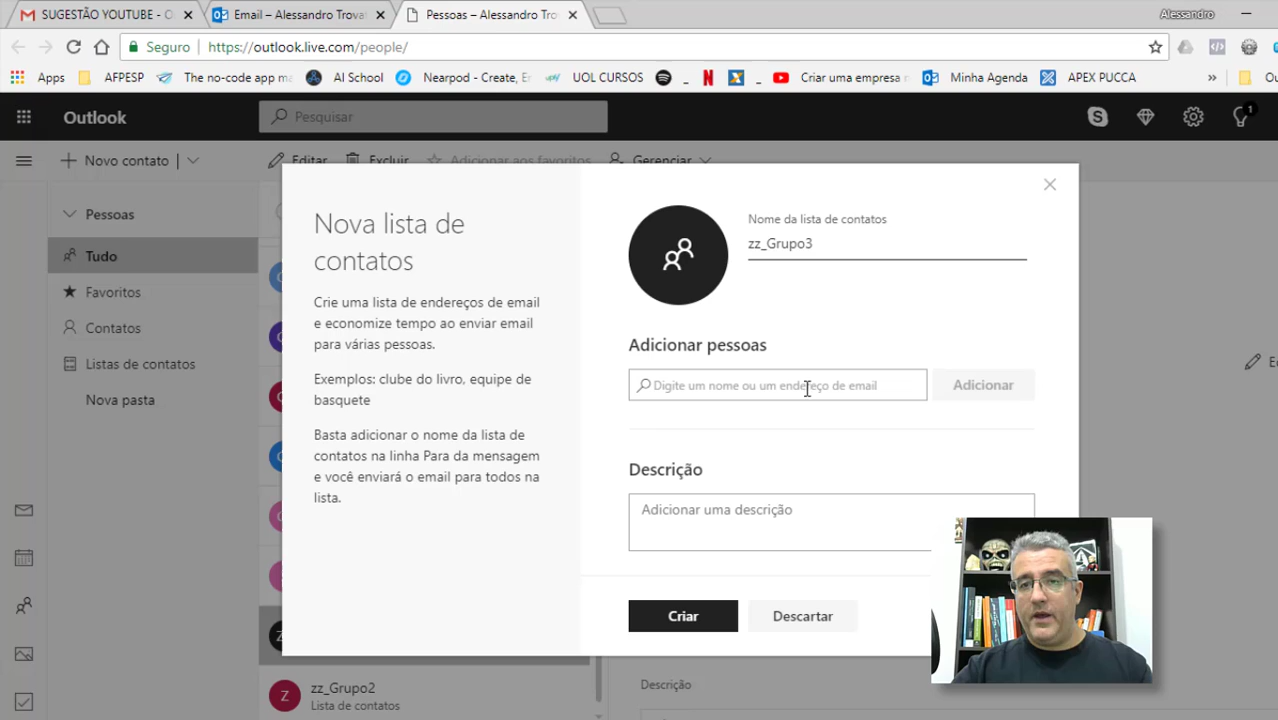 SUGESTÃO YOUTUBE - O
Email – Alessandro Trova
Pessoas – Alessandro Tro
Alessandro
Seguro
https://outlook.live.com/people/
Apps
AFPESP
The no-code app ma
AI School
Nearpod - Create, En
UOL CURSOS
_
_
Criar uma empresa n
Minha Agenda
APEX PUCCA
»
Outlook
Pesquisar
1
Novo contato
Editar
Excluir
Adicionar aos favoritos
Gerenciar
Pessoas
Tudo
Favoritos
Contatos
Listas de contatos
Nova pasta
Nova lista de
contatos
Crie uma lista de endereços de email
e economize tempo ao enviar email
para várias pessoas.
Exemplos: clube do livro, equipe de
basquete
Basta adicionar o nome da lista de
contatos na linha Para da mensagem
e você enviará o email para todos na
lista.
Nome da lista de contatos
zz_Grupo3
Adicionar pessoas
Digite um nome ou um endereço de email
Adicionar
Descrição
Adicionar uma descrição
Criar
Descartar
Z
zz_Grupo2
Lista de contatos
Descrição